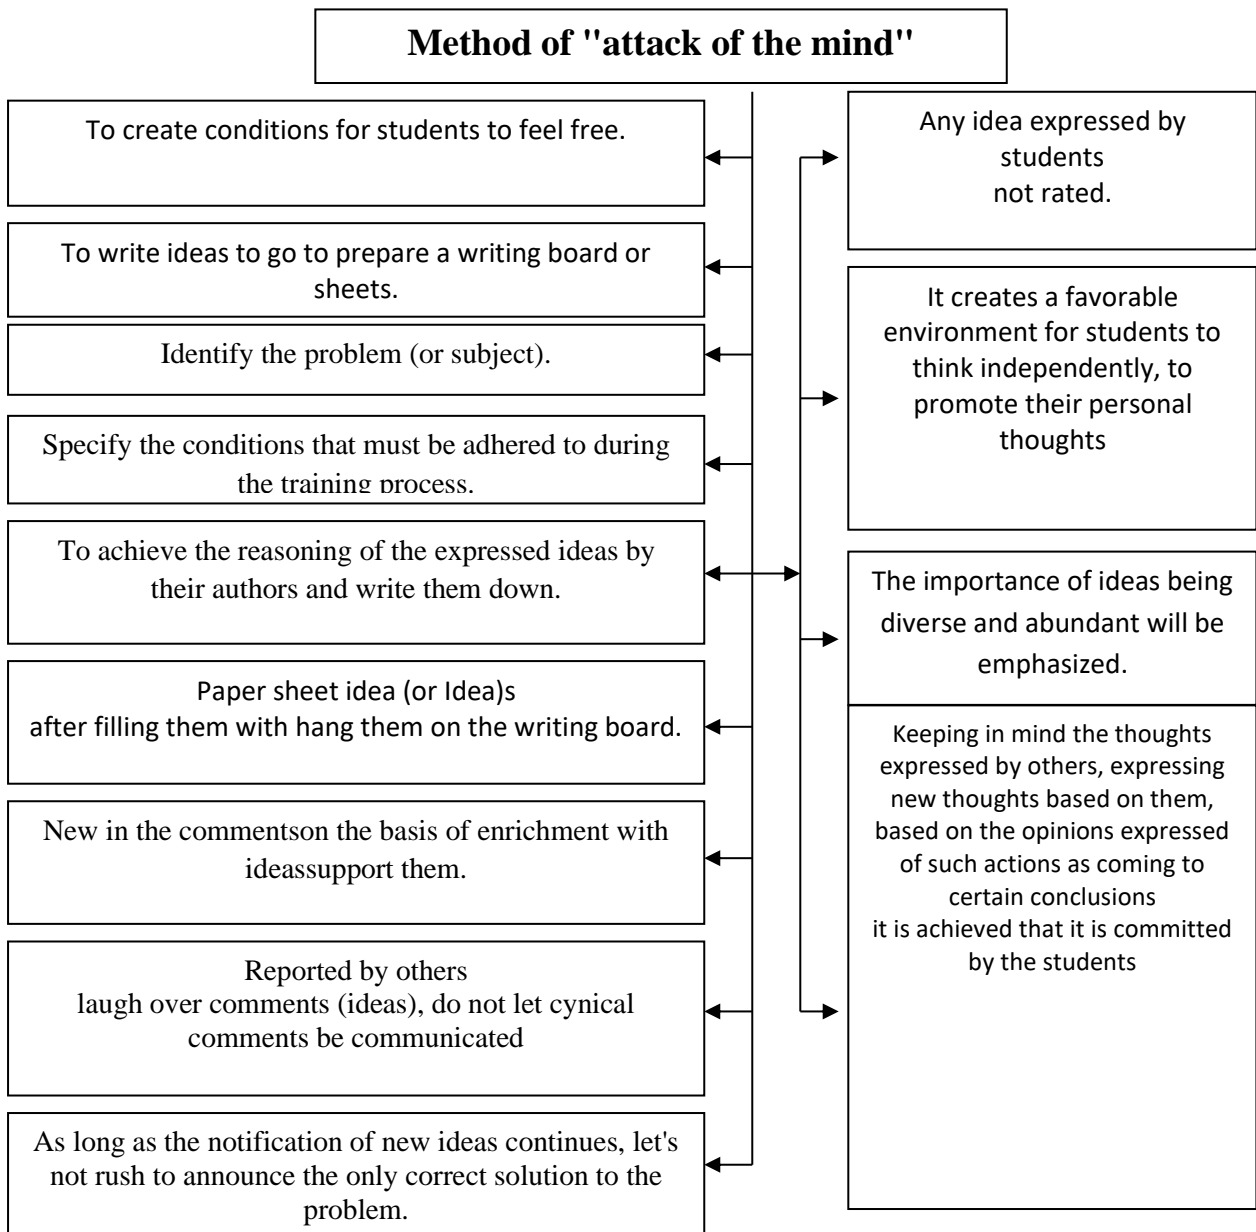 Method of "attack of the mind"
To create conditions for students to feel free.
To write ideas to go to prepare a writing board or
sheets.
Identify the problem (or subject).
Specify the conditions that must be adhered to during
the training process.
To achieve the reasoning of the expressed ideas by
their authors and write them down.
Paper sheet idea (or Idea)s
after filling them with hang them on the writing board.
New in the commentson the basis of enrichment with
ideassupport them.
Reported by others
laugh over comments (ideas), do not let cynical
comments be communicated
As long as the notification of new ideas continues, let's
not rush to announce the only correct solution to the
problem.
Any idea expressed by
students
not rated.
It creates a favorable
environment for students to
think independently, to
promote their personal
thoughts
The importance of ideas being
diverse and abundant will be
emphasized.
Keeping in mind the thoughts
expressed by others, expressing
new thoughts based on them,
based on the opinions expressed
of such actions as coming to
certain conclusions
it is achieved that it is committed
by the students